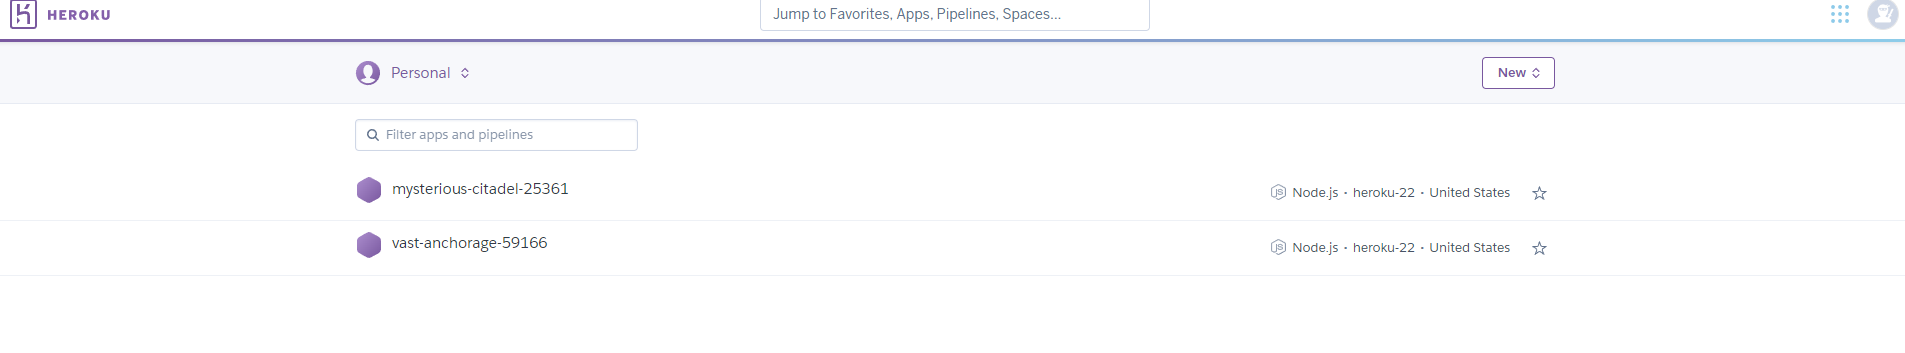 HEROKU
Jump to Favorites, Apps, Pipelines, Spaces...
Personal
New
Filter apps and pipelines
mysterious-citadel-25361
Node.js • heroku-22 • United States
vast-anchorage-59166
Node.js • heroku-22 • United States